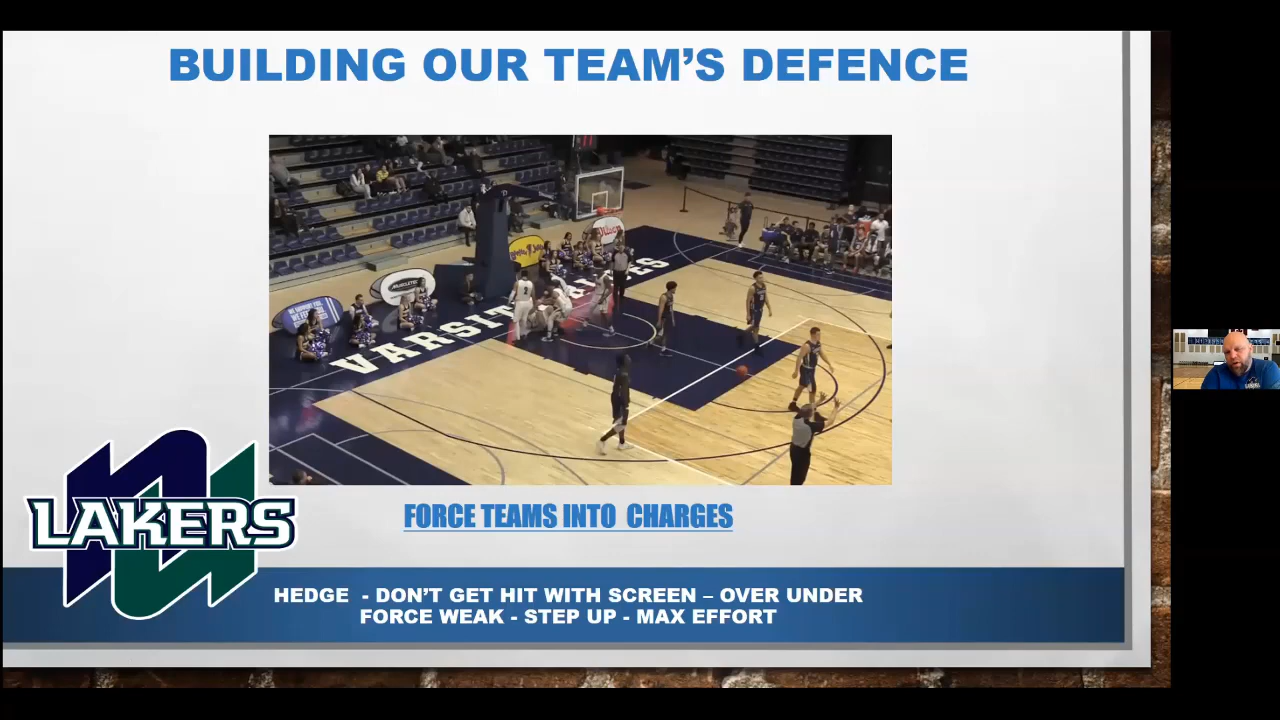 BUILDING OUR TEAM'S DEFENCE
VARSIT
LAKERS
FORCE TEAMS INTO  CHARGES
HEDGE  - DON'T GET HIT WITH SCREEN – OVER UNDER
FORCE WEAK - STEP UP - MAX EFFORT